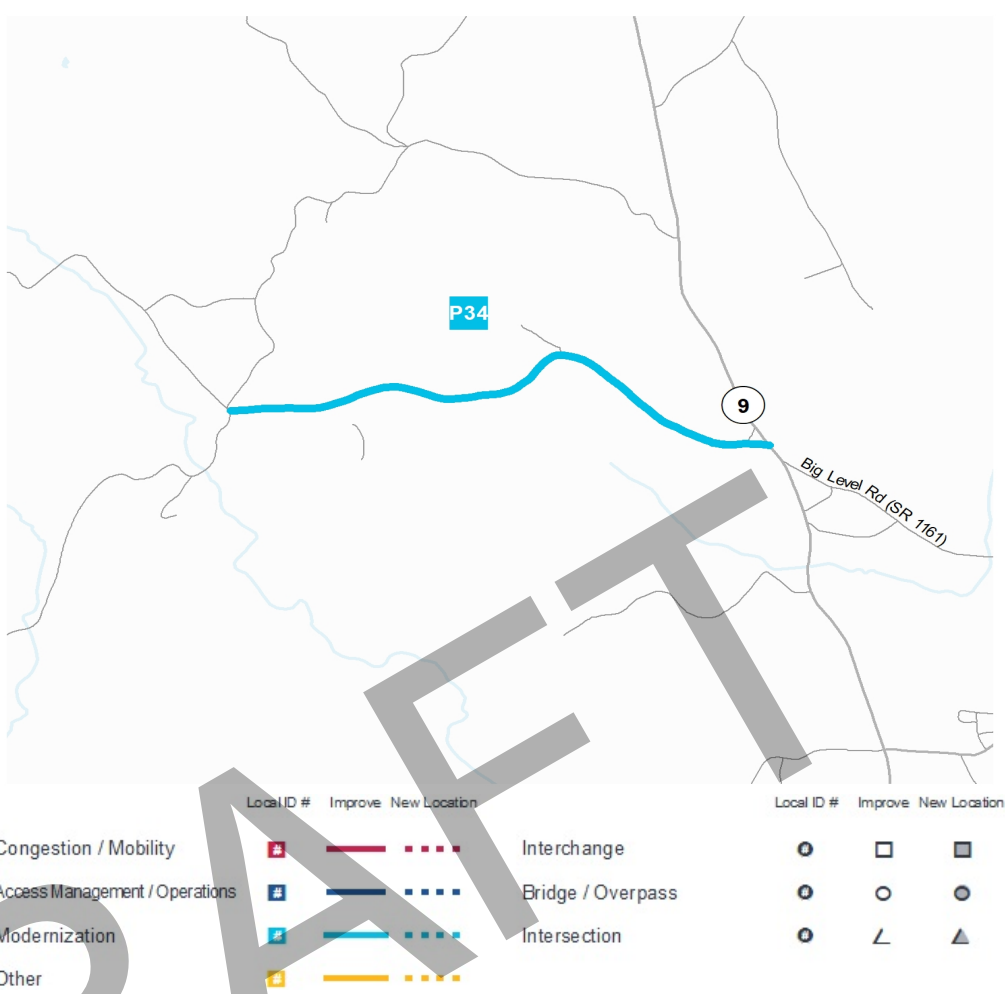 P34
9
Big Level Rd (SR 1161)
DRAFT
Local ID # Improve New Location
Congestion / Mobility #
Access Management / Operations #
Modernization #
Other #
Local ID # Improve New Location
Interchange #
Bridge / Overpass #
Intersection #